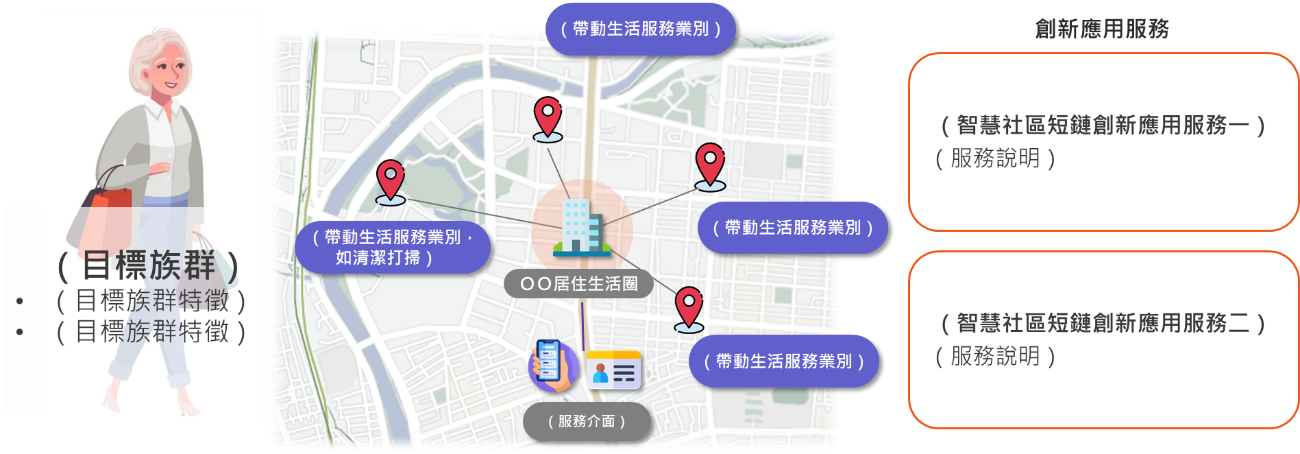 (目標族群)
• (目標族群特徵)
• (目標族群特徵)
(帶動生活服務業別)
(帶動生活服務業別，
如清潔打掃)
(帶動生活服務業別)
○○居住生活圈
(帶動生活服務業別)
(服務介面)
創新應用服務
(智慧社區短鏈創新應用服務一)
(服務說明)
(智慧社區短鏈創新應用服務二)
(服務說明)